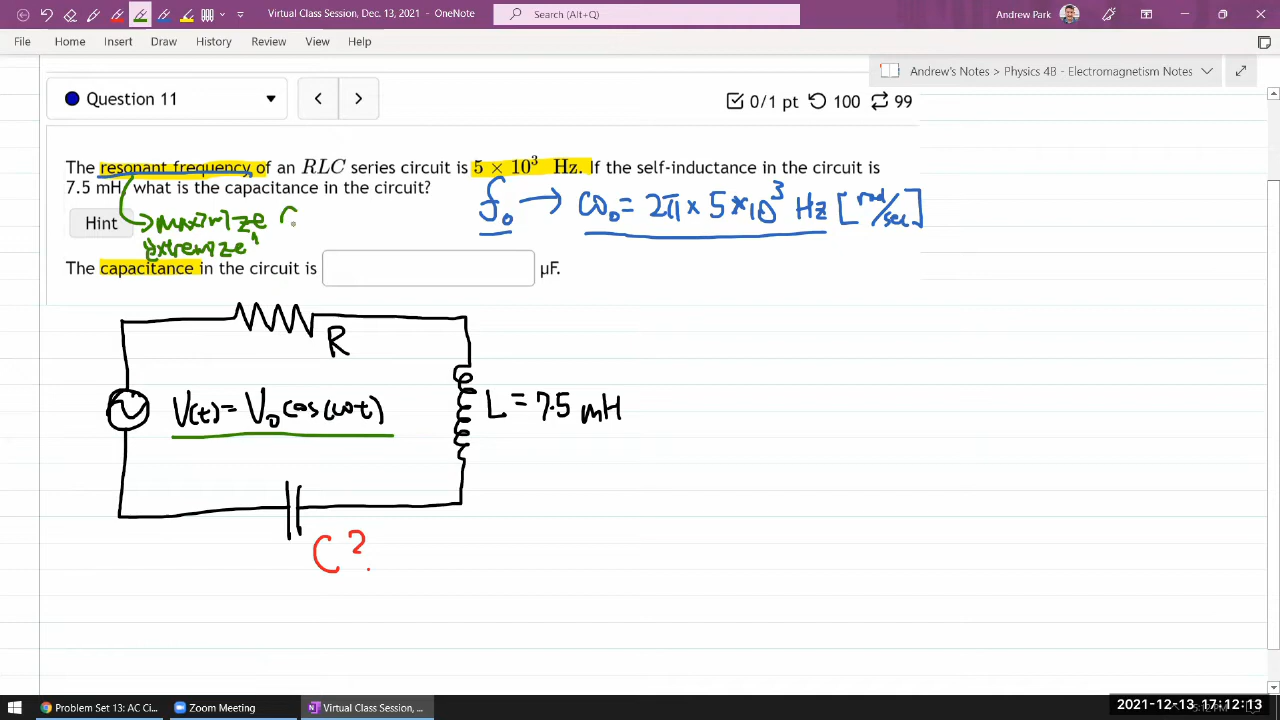 Virtual Class Session, Dec. 13, 2021 - OneNote
Search (Alt+Q)
Andrew Park
File Home Insert Draw History Review View Help
Andrew's Notes > Physics 4B - Electromagnetism Notes
Question 11
0/1 pt 100 99
The resonant frequency of an RLC series circuit is 5 × 10³ Hz. If the self-inductance in the circuit is
7.5 mH, what is the capacitance in the circuit?
f₀ → ω₀ = 2π × 5 × 10³ Hz [rad/sec]
Hint
maximize
extremize
The capacitance in the circuit is
μF.
R
V(t) = V₀ cos(ωt)
L = 7.5 mH
C ?
Problem Set 13: AC Ci...
Zoom Meeting
Virtual Class Session, ...
2021-12-13 17:12:13